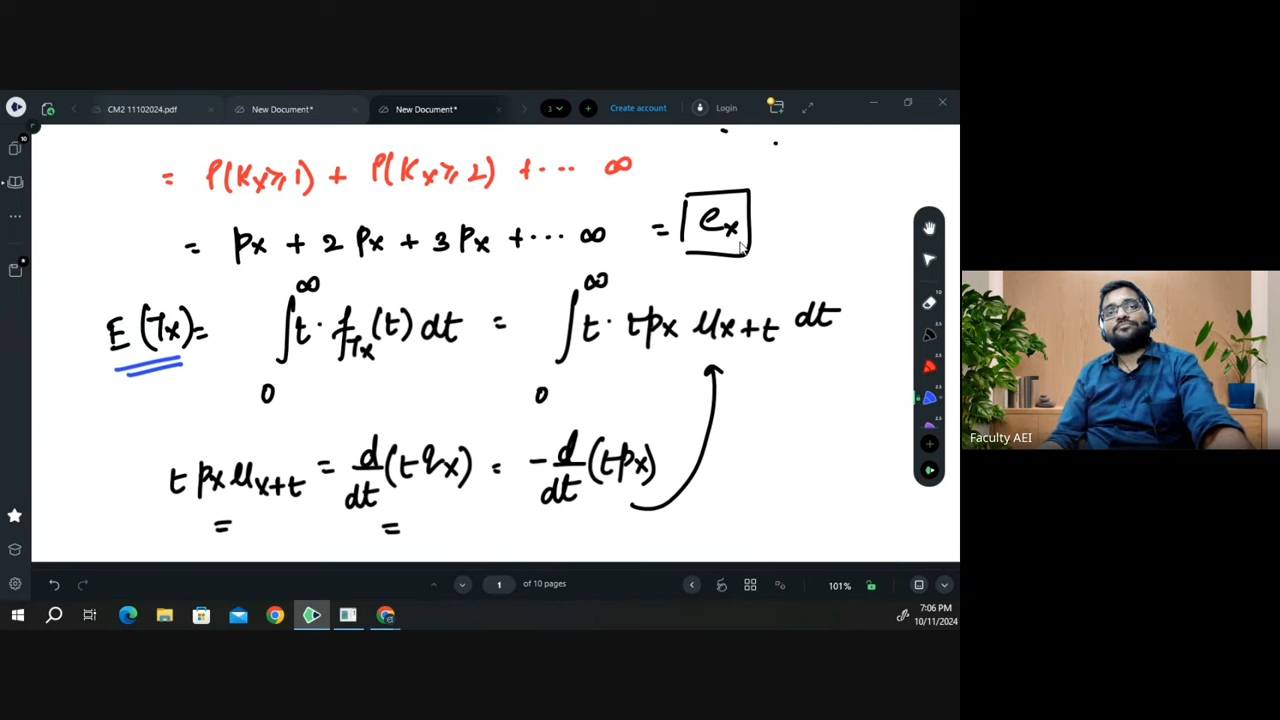 CM2 11102024.pdf New Document* New Document* 3 Create account Login
= P(Kx ≥ 1) + P(Kx ≥ 2) + ... ∞
= px + 2px + 3px + ... ∞ = ex
E(Tx) = ∫₀^∞ t · fTx(t) dt = ∫₀^∞ t · tpx μx+t dt
t px μx+t = d/dt (tqx) = -d/dt (tpx)
Faculty AEI
1 of 10 pages 101%
7:06 PM
10/11/2024